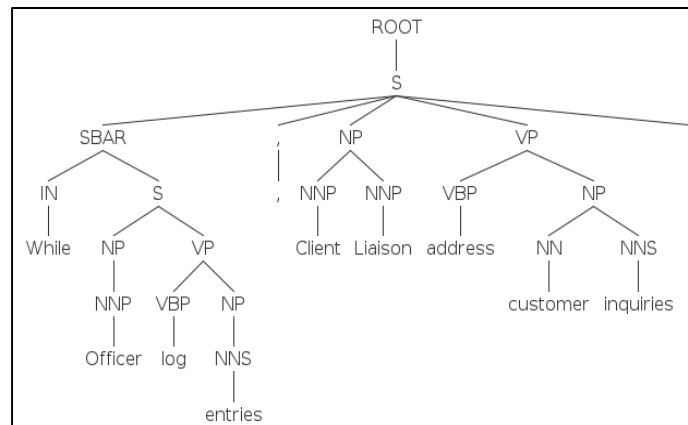 ROOT
S
SBAR , NP VP
IN S , NNP NNP VBP NP
While NP VP Client Liaison address NN NNS
NNP VBP NP customer inquiries
Officer log NNS
entries